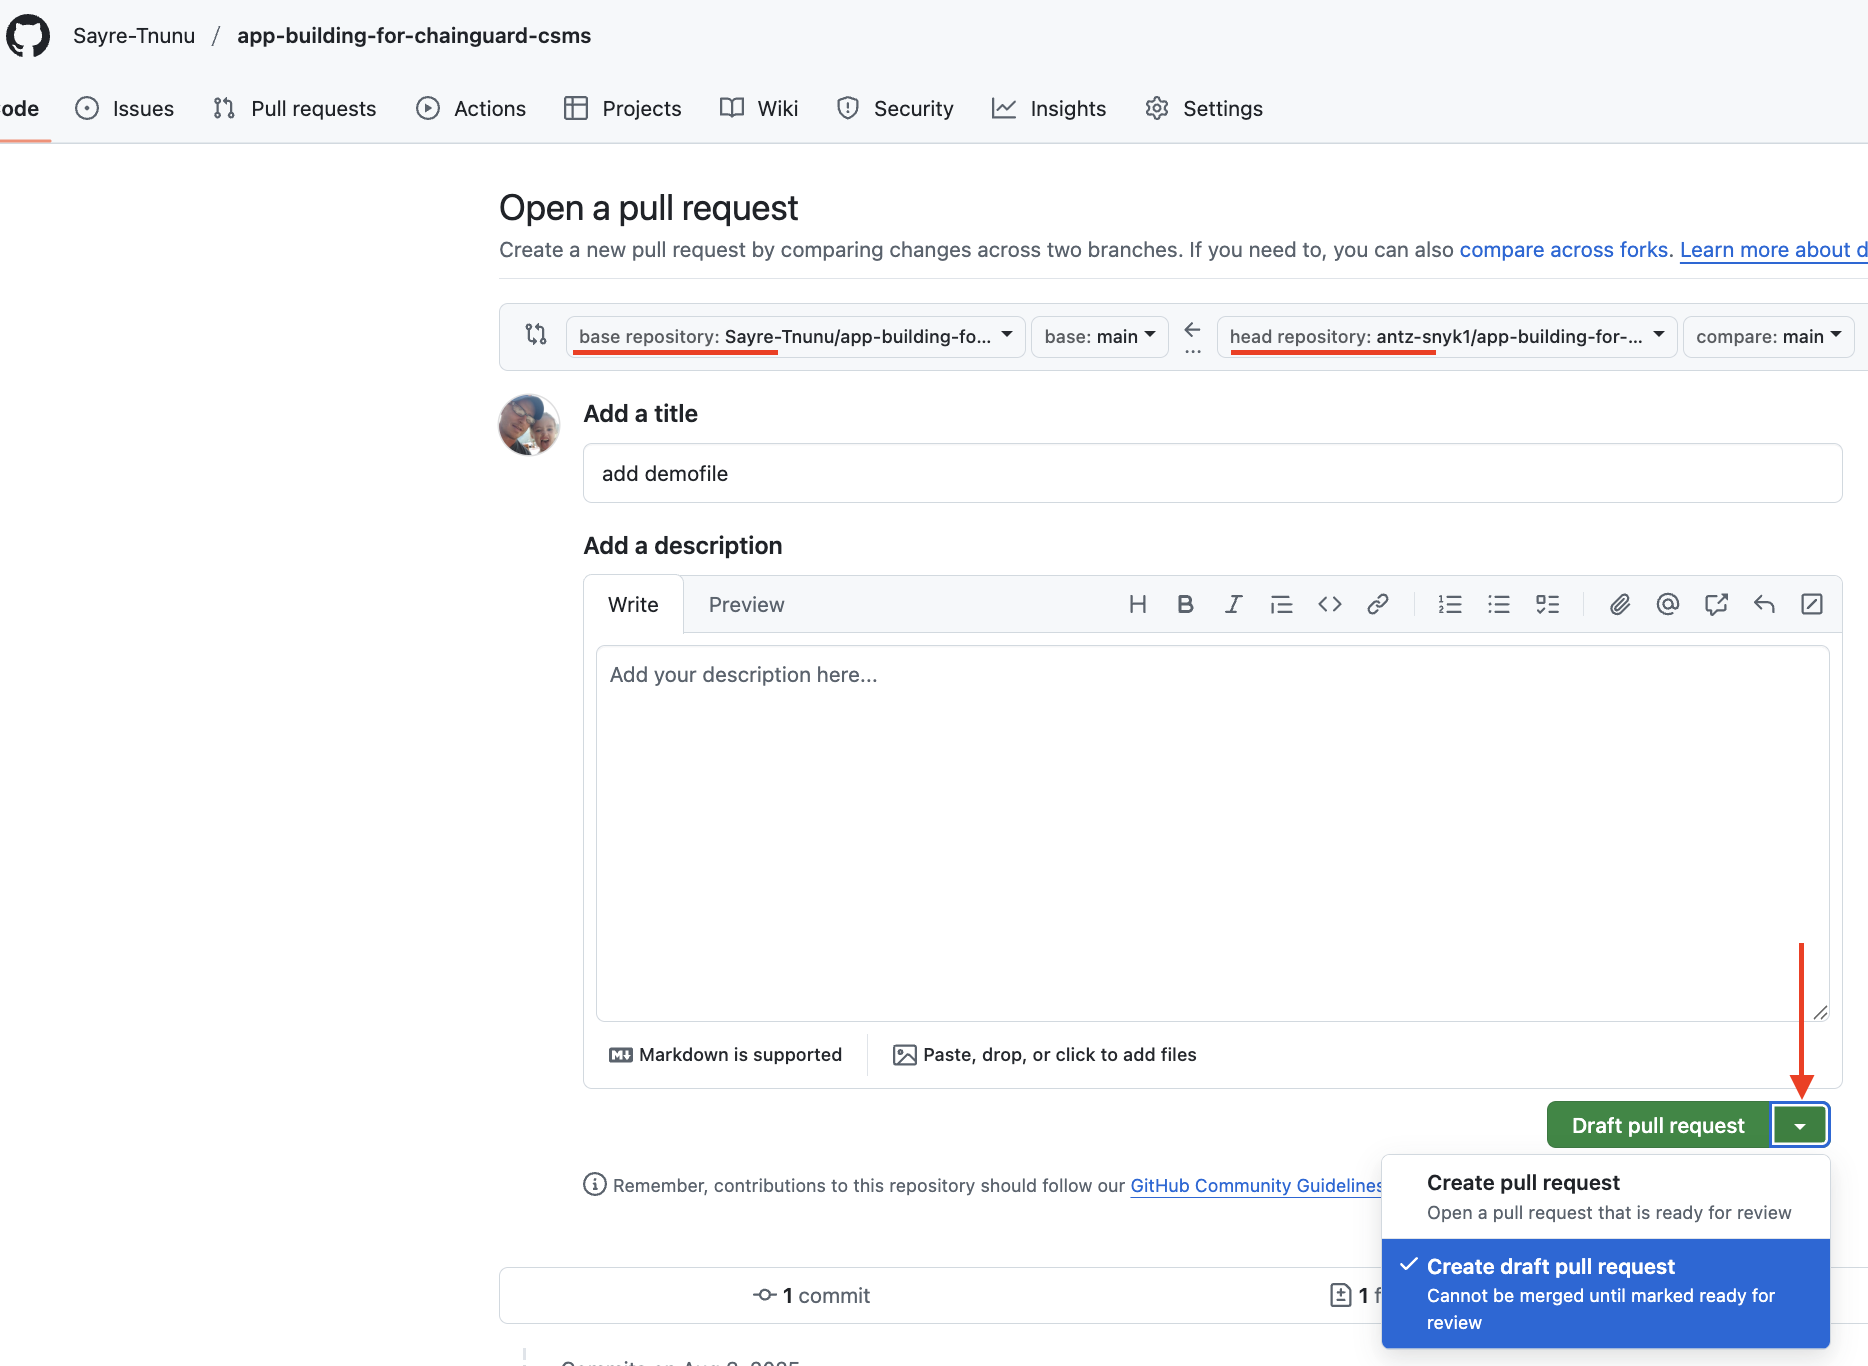 Sayre-Tnunu / app-building-for-chainguard-csms
ode Issues Pull requests Actions Projects Wiki Security Insights Settings
Open a pull request
Create a new pull request by comparing changes across two branches. If you need to, you can also compare across forks. Learn more about d
base repository: Sayre-Tnunu/app-building-fo... base: main ← ... head repository: antz-snyk1/app-building-for-... compare: main
Add a title
add demofile
Add a description
Write Preview
Add your description here...
Markdown is supported Paste, drop, or click to add files
Draft pull request
Remember, contributions to this repository should follow our GitHub Community Guidelines
Create pull request
Open a pull request that is ready for review
Create draft pull request
Cannot be merged until marked ready for
review
1 commit 1 f